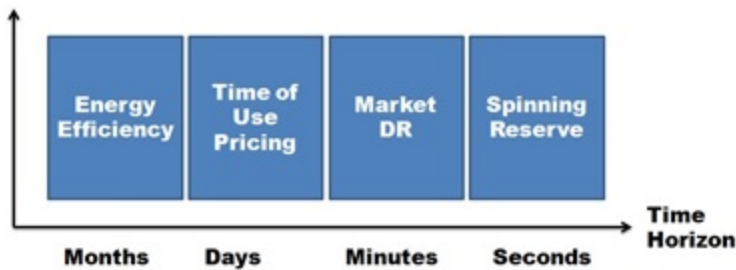 Energy
Efficiency
Time of
Use
Pricing
Market
DR
Spinning
Reserve
Time
Horizon
Months
Days
Minutes
Seconds